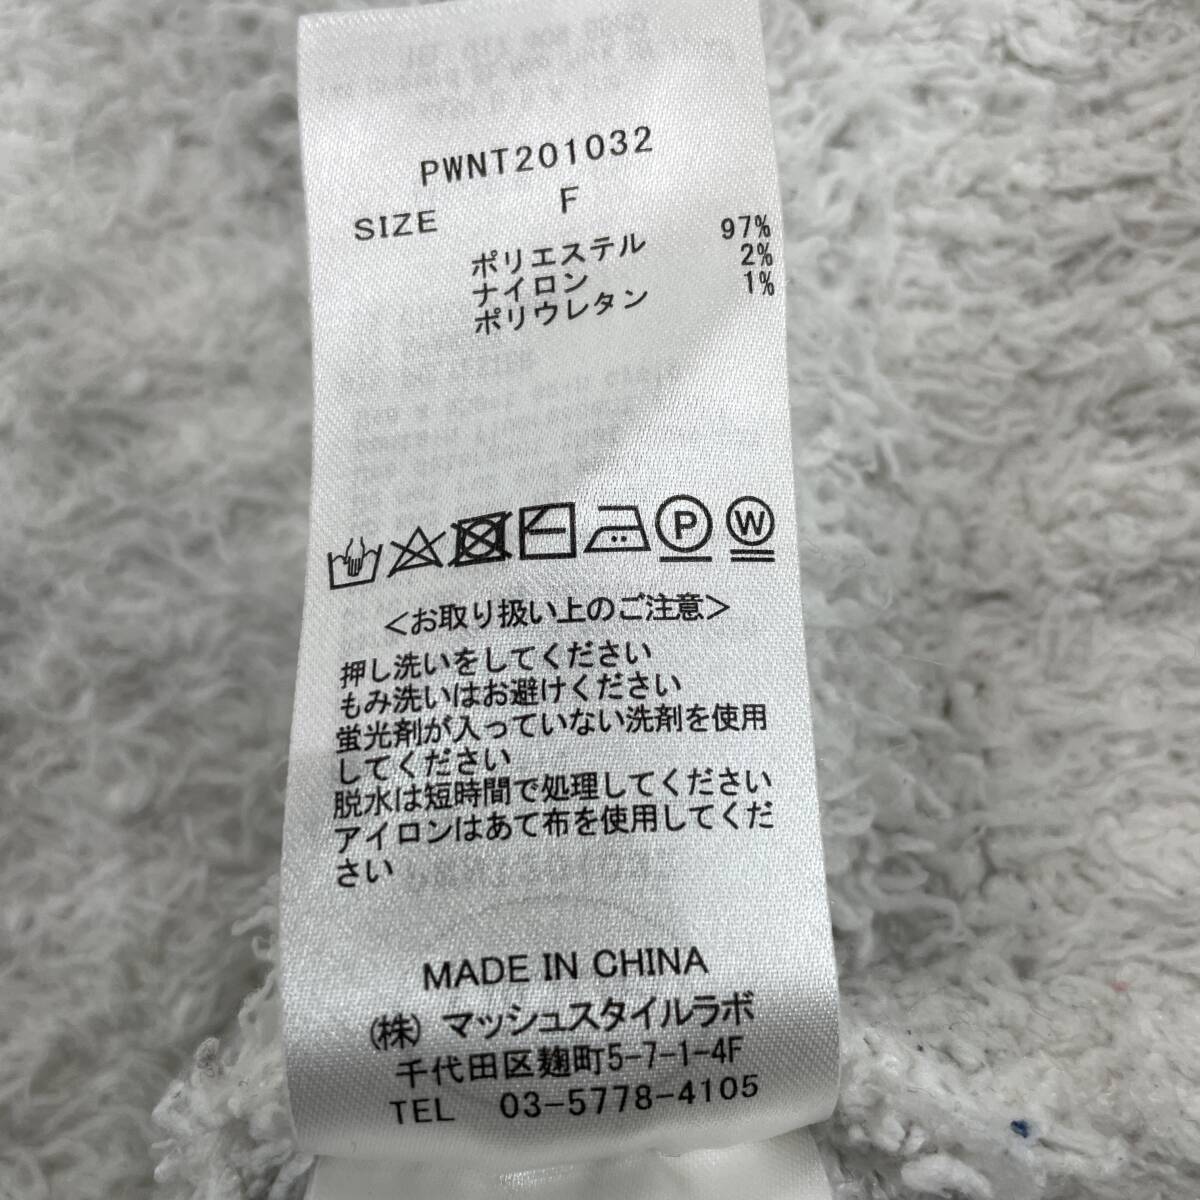 PWNT201032
SIZE F
ポリエステル 97%
ナイロン 2%
ポリウレタン 1%
P W
<お取り扱い上のご注意>
押し洗いをしてください
もみ洗いはお避けください
蛍光剤が入っていない洗剤を使用
してください
脱水は短時間で処理してください
アイロンはあて布を使用してくだ
さい
MADE IN CHINA
(株) マッシュスタイルラボ
千代田区麹町5-7-1-4F
TEL 03-5778-4105